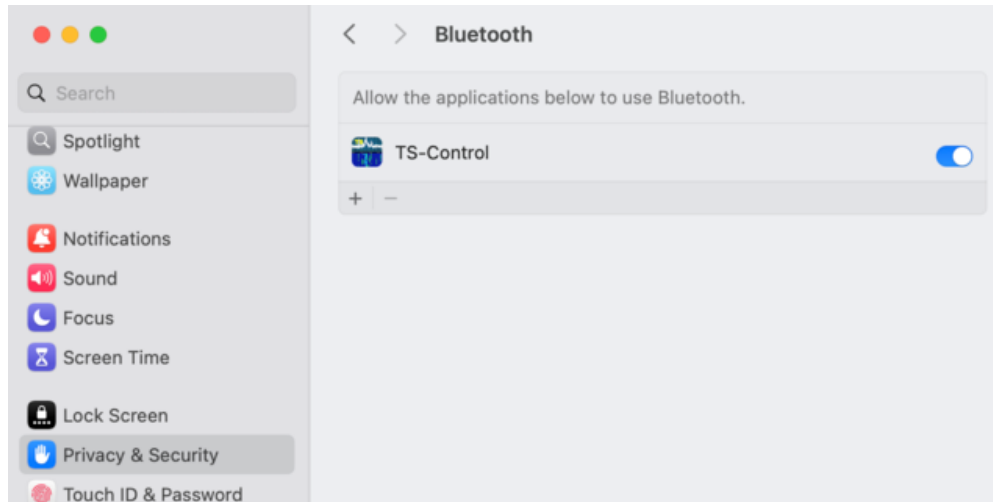 Bluetooth
Search
Allow the applications below to use Bluetooth.
Spotlight
TS-Control
Wallpaper
Notifications
Sound
Focus
Screen Time
Lock Screen
Privacy & Security
Touch ID & Password